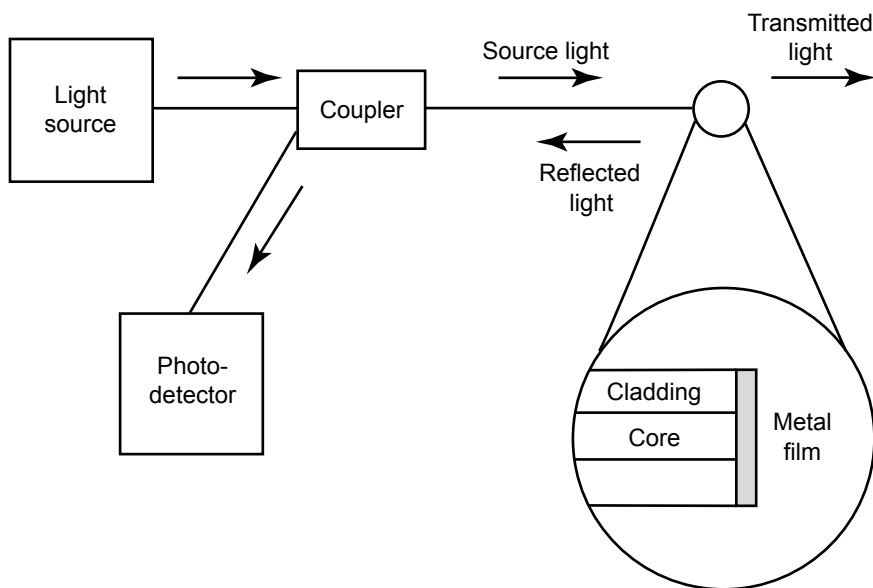 Light
source
Coupler
Source light
Transmitted
light
Reflected
light
Photo-
detector
Cladding
Core
Metal
film